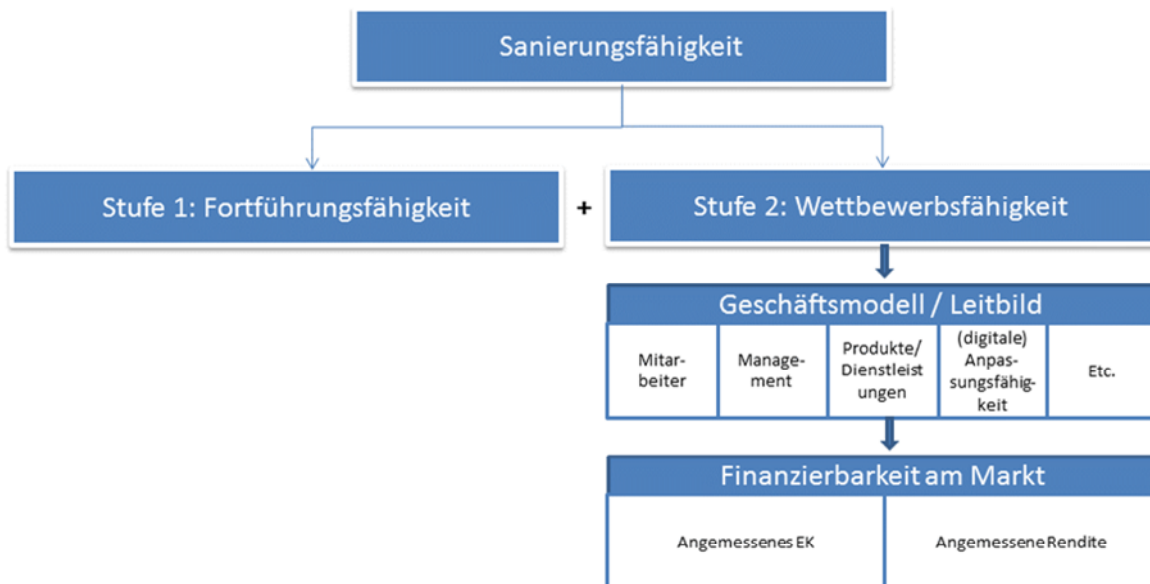 Sanierungsfähigkeit
Stufe 1: Fortführungsfähigkeit
+
Stufe 2: Wettbewerbsfähigkeit
Geschäftsmodell / Leitbild
Mitar-
beiter
Manage-
ment
Produkte/
Dienstleist
ungen
(digitale)
Anpas-
sungsfähig-
keit
Etc.
Finanzierbarkeit am Markt
Angemessenes EK
Angemessene Rendite